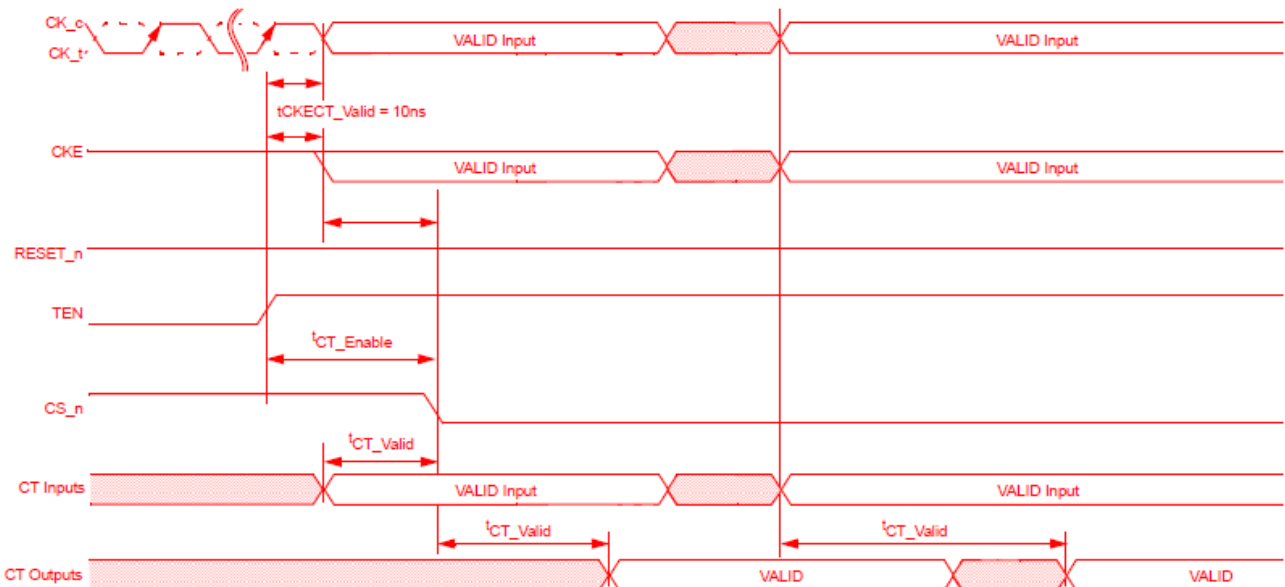 CK_c
CK_t
VALID Input
VALID Input
tCKECT_Valid = 10ns
CKE
VALID Input
VALID Input
RESET_n
TEN
tCT_Enable
CS_n
tCT_Valid
CT Inputs
VALID Input
VALID Input
tCT_Valid
tCT_Valid
CT Outputs
VALID
VALID